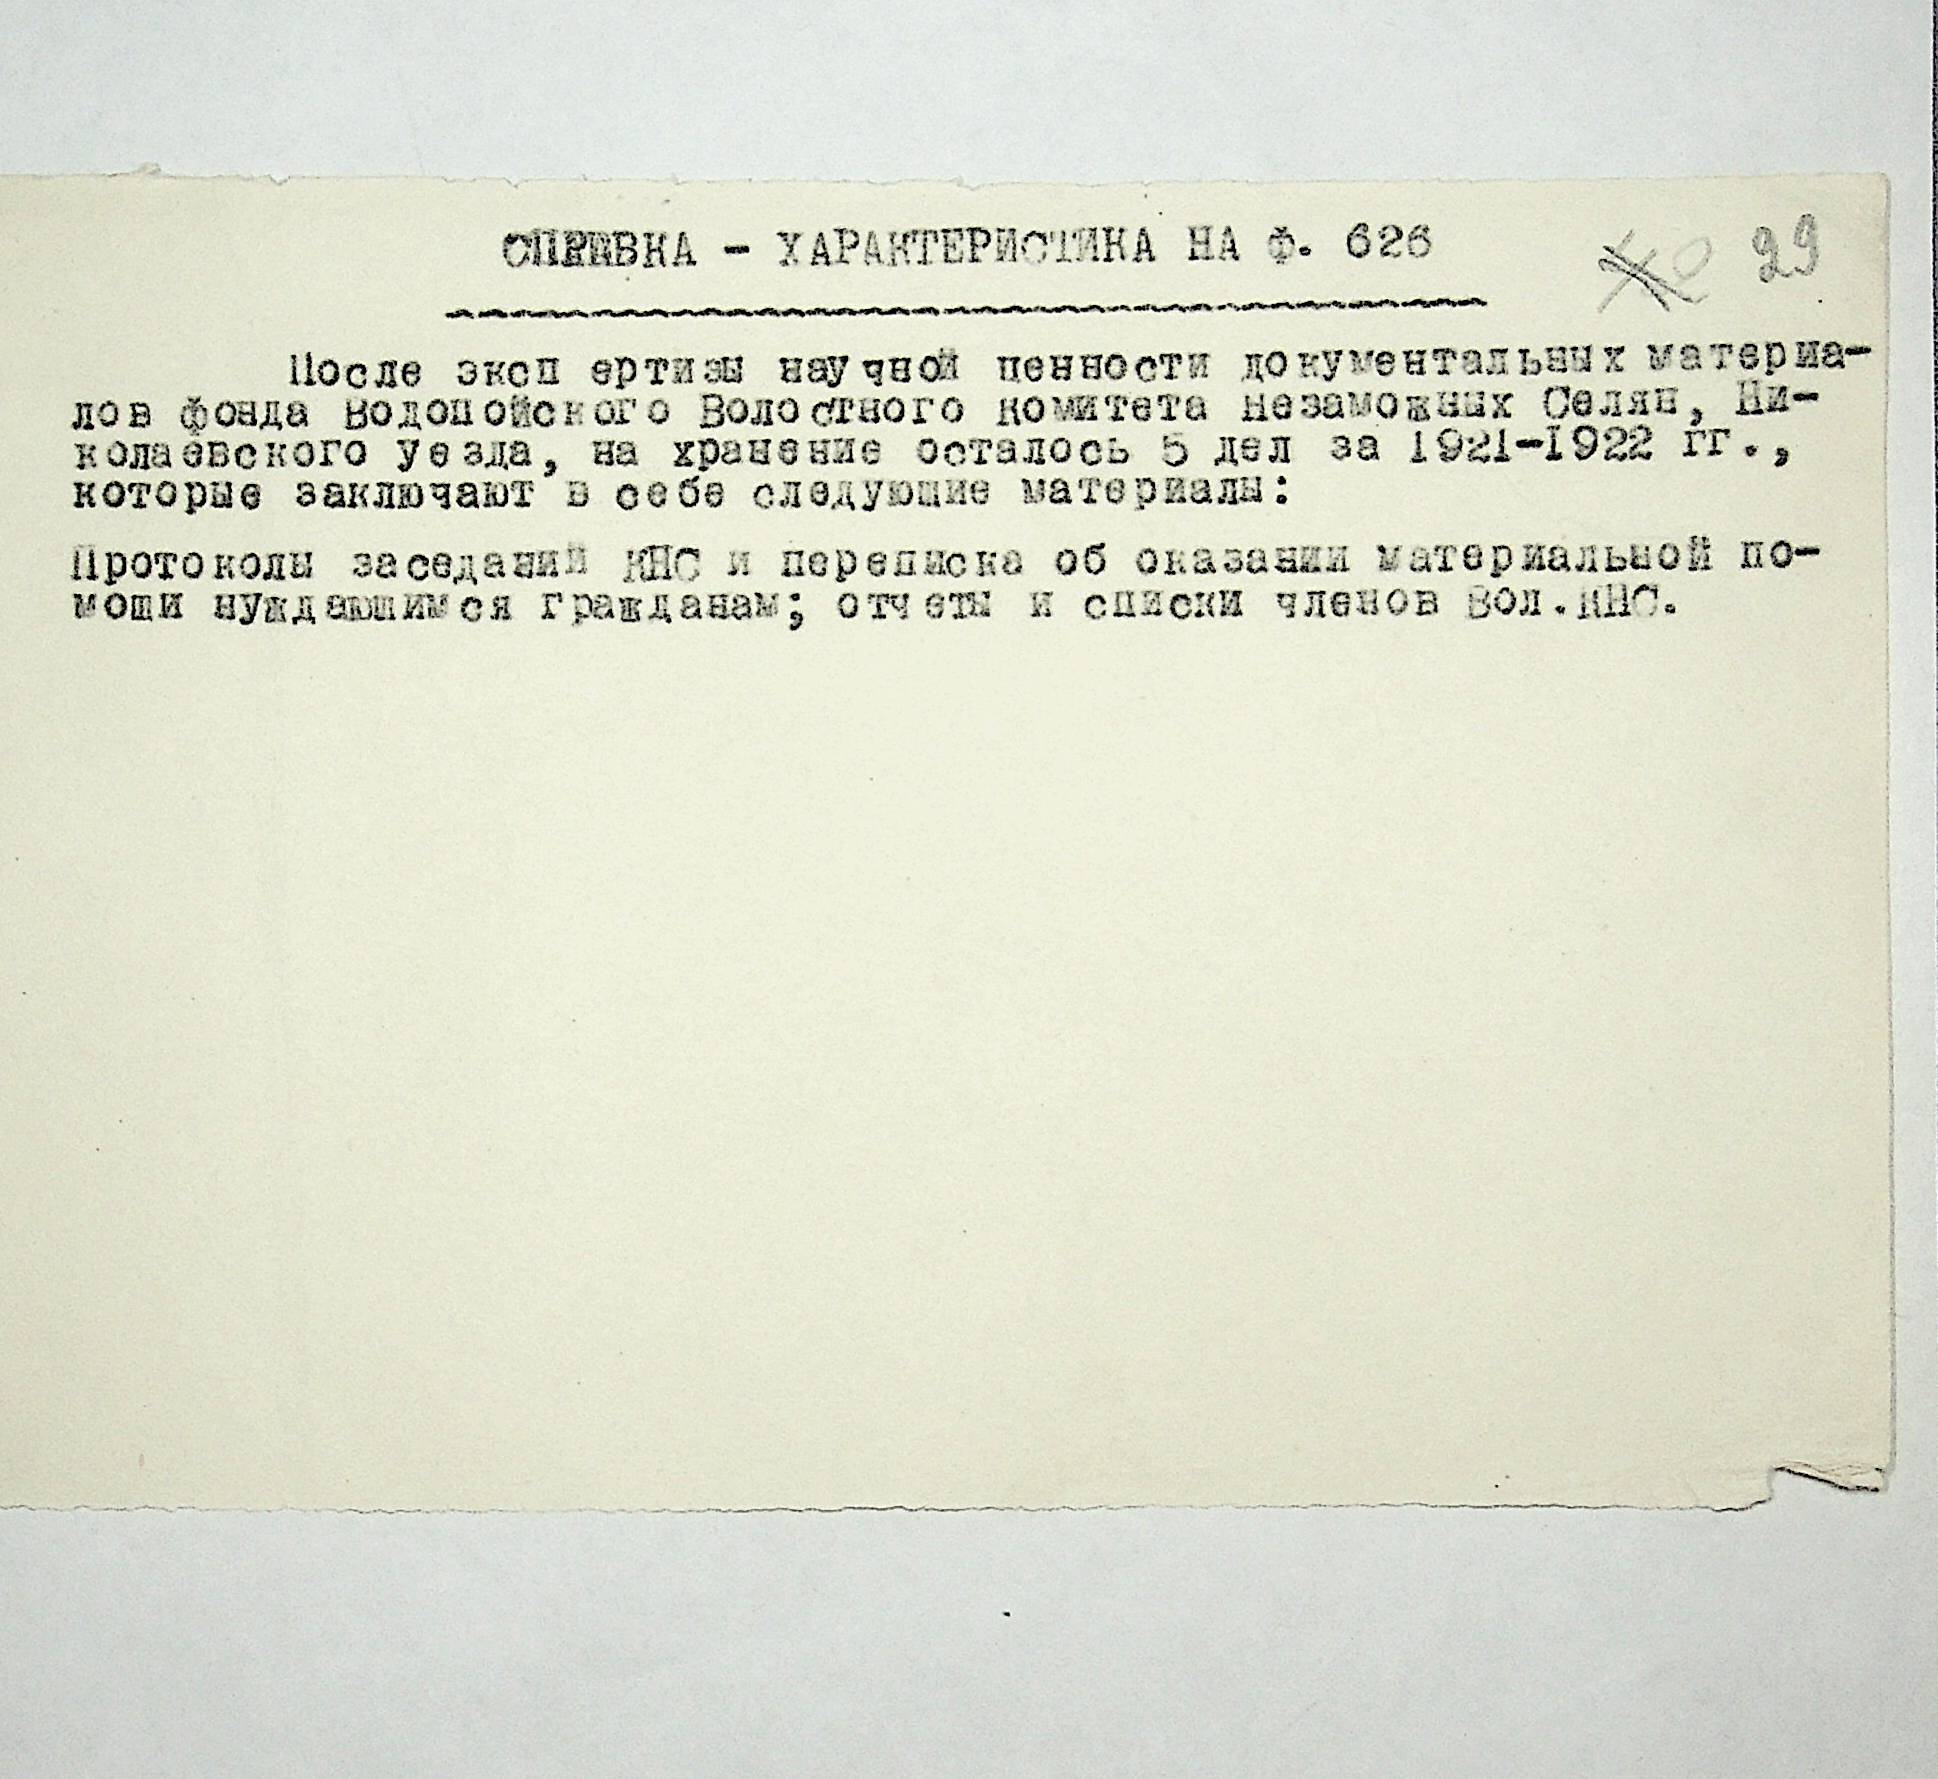 СПРАВКА - ХАРАКТЕРИСТИКА НА Ф. 626
29
После эксп ертизы научной ценности документальных материа-
лов фонда Водопойского Волостного Комитета Незаможных Селян, Ни-
колаевского уезда, на хранение осталось 5 дел за 1921-1922 гг.,
которые заключают в себе следующие материалы:
Протоколы заседаний КНС и переписка об оказании материальной по-
мощи нуждающимся гражданам; отчеты и списки членов Вол.КНС.